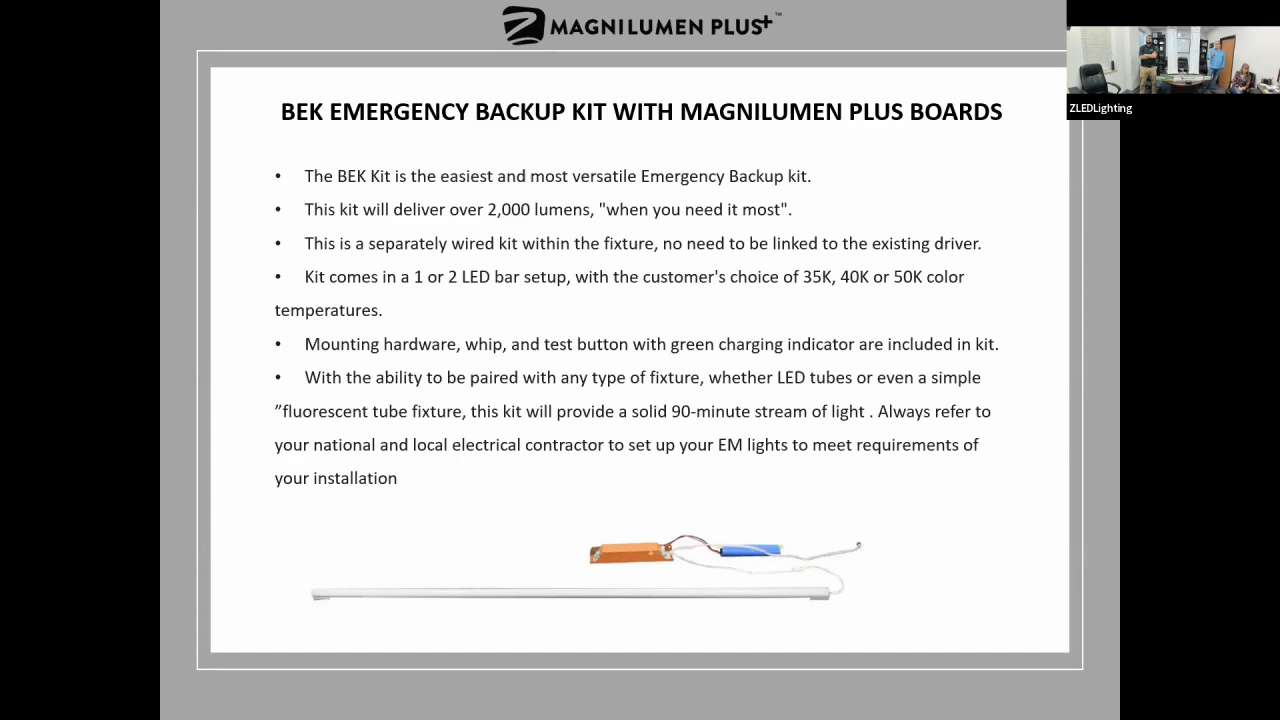 MAGNILUMEN PLUS+™
ZLEDLighting
BEK EMERGENCY BACKUP KIT WITH MAGNILUMEN PLUS BOARDS
• The BEK Kit is the easiest and most versatile Emergency Backup kit.
• This kit will deliver over 2,000 lumens, "when you need it most".
• This is a separately wired kit within the fixture, no need to be linked to the existing driver.
• Kit comes in a 1 or 2 LED bar setup, with the customer's choice of 35K, 40K or 50K color
temperatures.
• Mounting hardware, whip, and test button with green charging indicator are included in kit.
• With the ability to be paired with any type of fixture, whether LED tubes or even a simple
”fluorescent tube fixture, this kit will provide a solid 90-minute stream of light . Always refer to
your national and local electrical contractor to set up your EM lights to meet requirements of
your installation